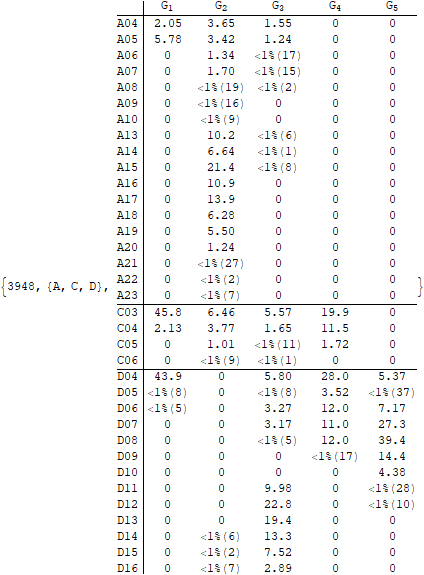 G1 G2 G3 G4 G5
A04 2.05 3.65 1.55 0 0
A05 5.78 3.42 1.24 0 0
A06 0 1.34 <1%(17) 0 0
A07 0 1.70 <1%(15) 0 0
A08 0 <1%(19) <1%(2) 0 0
A09 0 <1%(16) 0 0 0
A10 0 <1%(9) 0 0 0
A13 0 10.2 <1%(6) 0 0
A14 0 6.64 <1%(1) 0 0
A15 0 21.4 <1%(8) 0 0
A16 0 10.9 0 0 0
A17 0 13.9 0 0 0
A18 0 6.28 0 0 0
A19 0 5.50 0 0 0
A20 0 1.24 0 0 0
A21 0 <1%(27) 0 0 0
{3948, {A, C, D}, A22 0 <1%(2) 0 0 0 }
A23 0 <1%(7) 0 0 0
C03 45.8 6.46 5.57 19.9 0
C04 2.13 3.77 1.65 11.5 0
C05 0 1.01 <1%(11) 1.72 0
C06 0 <1%(9) <1%(1) 0 0
D04 43.9 0 5.80 28.0 5.37
D05 <1%(8) 0 <1%(8) 3.52 <1%(37)
D06 <1%(5) 0 3.27 12.0 7.17
D07 0 0 3.17 11.0 27.3
D08 0 0 <1%(5) 12.0 39.4
D09 0 0 0 <1%(17) 14.4
D10 0 0 0 0 4.38
D11 0 0 9.98 0 <1%(28)
D12 0 0 22.8 0 <1%(10)
D13 0 0 19.4 0 0
D14 0 <1%(6) 13.3 0 0
D15 0 <1%(2) 7.52 0 0
D16 0 <1%(7) 2.89 0 0